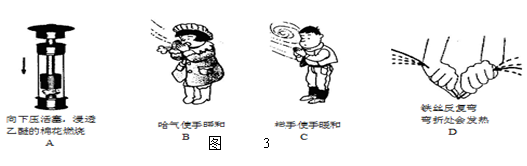 向下压活塞，浸透
乙醚的棉花燃烧
A
哈气使手暖和
B
搓手使手暖和
C
铁丝反复弯
弯折处会发热
D
图 3